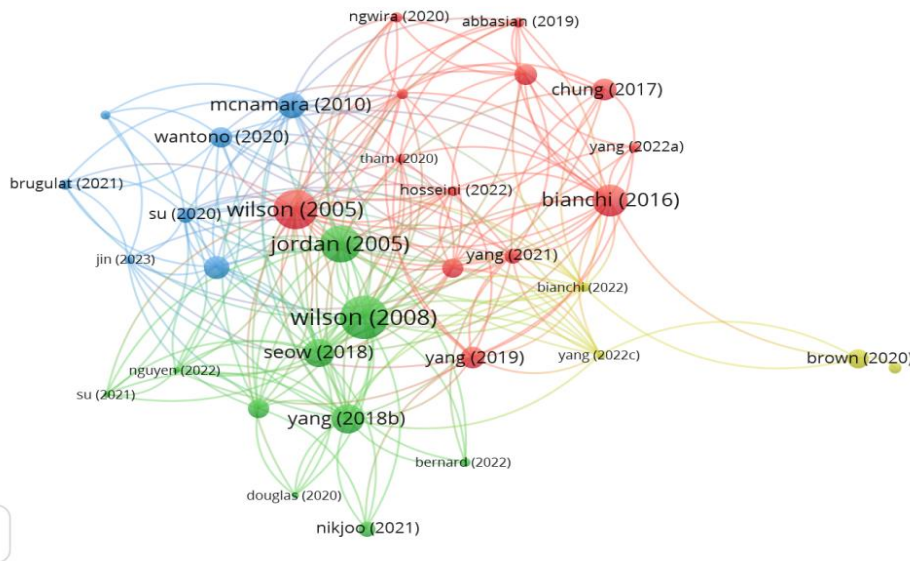 ngwira (2020)
abbasian (2019)
chung (2017)
mcnamara (2010)
wantono (2020)
yang (2022a)
tham (2020)
brugulat (2021)
hosseini (2022)
bianchi (2016)
su (2020)
wilson (2005)
jordan (2005)
yang (2021)
jin (2023)
bianchi (2022)
wilson (2008)
seow (2018)
yang (2019)
yang (2022c)
brown (2020)
nguyen (2022)
su (2021)
yang (2018b)
bernard (2022)
douglas (2020)
nikjoo (2021)